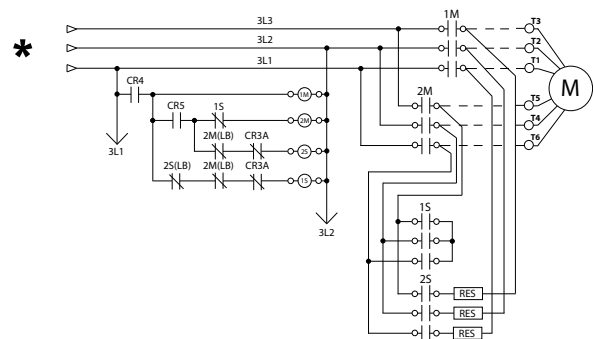 3L3
1M
T3
*
3L2
T2
3L1
T1
M
CR4
1M
2M
T5
CR5
1S
2M
T4
2M(LB)
CR3A
T6
3L1
2S
2S(LB)
2M(LB)
CR3A
1S
1S
3L2
2S
RES
RES
RES